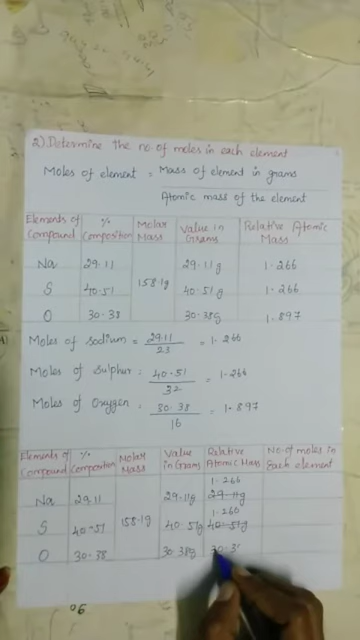 2) Determine the no. of moles in each element
Moles of element = Mass of element in grams
Atomic mass of the element
Elements of Compound % Composition Molar Mass Value in Grams Relative Atomic Mass
Na 29.11 158.1g 29.11g 1.266
S 40.51 40.51g 1.266
O 30.38 30.38g 1.897
Moles of Sodium = 29.11 / 23 = 1.266
Moles of Sulphur = 40.51 / 32 = 1.266
Moles of Oxygen = 30.38 / 16 = 1.897
Elements of Compound % Composition Molar Mass Value in Grams Relative Atomic Mass No. of moles in Each element
1.266
Na 29.11 158.1g 29.11g 29.11g
1.266
S 40.51 40.51g 40.51g
O 30.38 30.38g